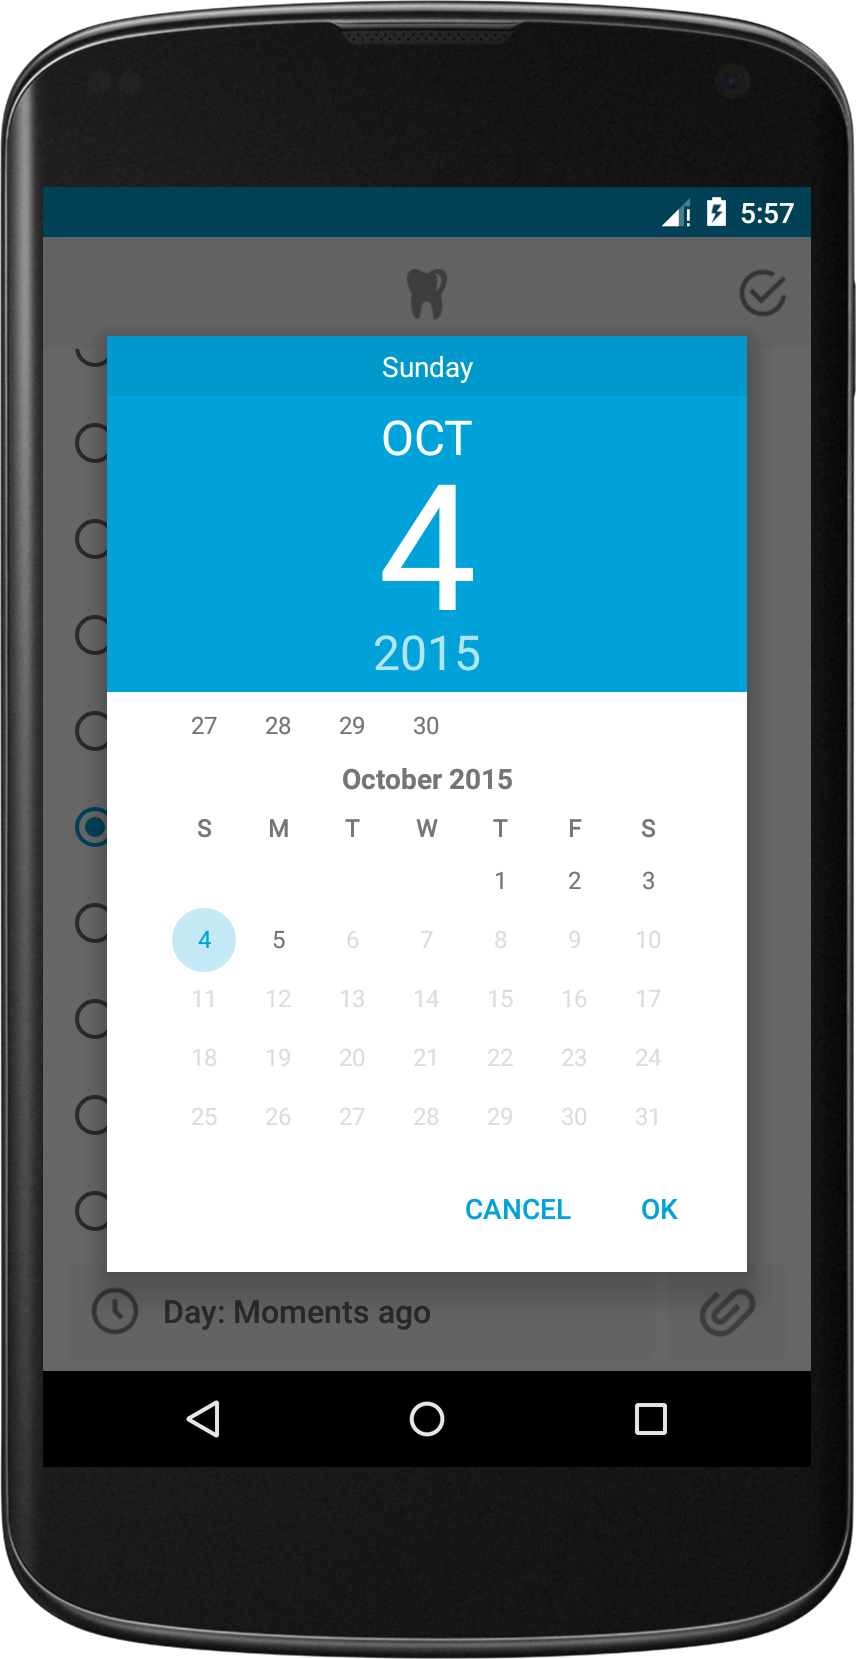 5:57
Sunday
OCT
4
2015
27 28 29 30
October 2015
S M T W T F S
1 2 3
4 5 6 7 8 9 10
11 12 13 14 15 16 17
18 19 20 21 22 23 24
25 26 27 28 29 30 31
CANCEL OK
Day: Moments ago